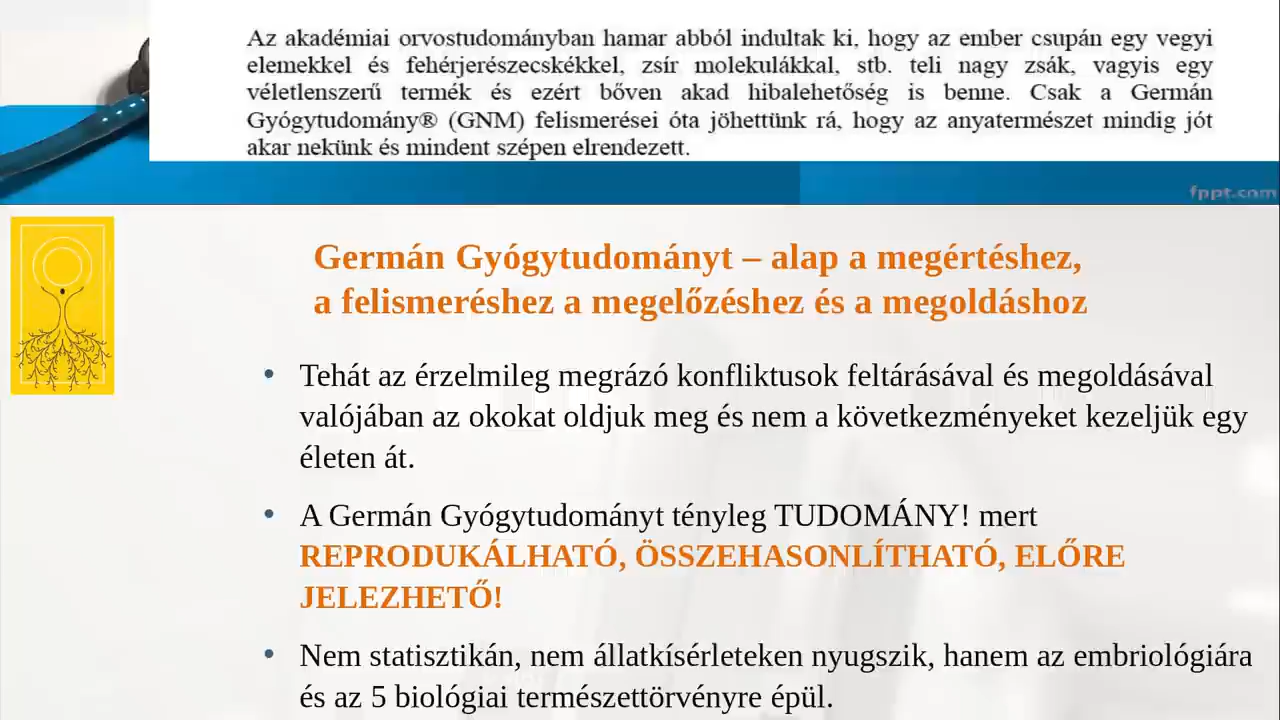 Az akadémiai orvostudományban hamar abból indultak ki, hogy az ember csupán egy vegyi
elemekkel és fehérjerészecskékkel, zsír molekulákkal, stb. teli nagy zsák, vagyis egy
véletlenszerű termék és ezért bőven akad hibalehetőség is benne. Csak a Germán
Gyógytudomány® (GNM) felismerései óta jöhettünk rá, hogy az anyatermészet mindig jót
akar nekünk és mindent szépen elrendezett.
fppt.com
Germán Gyógytudományt – alap a megértéshez,
a felismeréshez a megelőzéshez és a megoldáshoz
• Tehát az érzelmileg megrázó konfliktusok feltárásával és megoldásával
valójában az okokat oldjuk meg és nem a következményeket kezeljük egy
életen át.
• A Germán Gyógytudományt tényleg TUDOMÁNY! mert
REPRODUKÁLHATÓ, ÖSSZEHASONLÍTHATÓ, ELŐRE
JELEZHETŐ!
• Nem statisztikán, nem állatkísérleteken nyugszik, hanem az embriológiára
és az 5 biológiai természettörvényre épül.